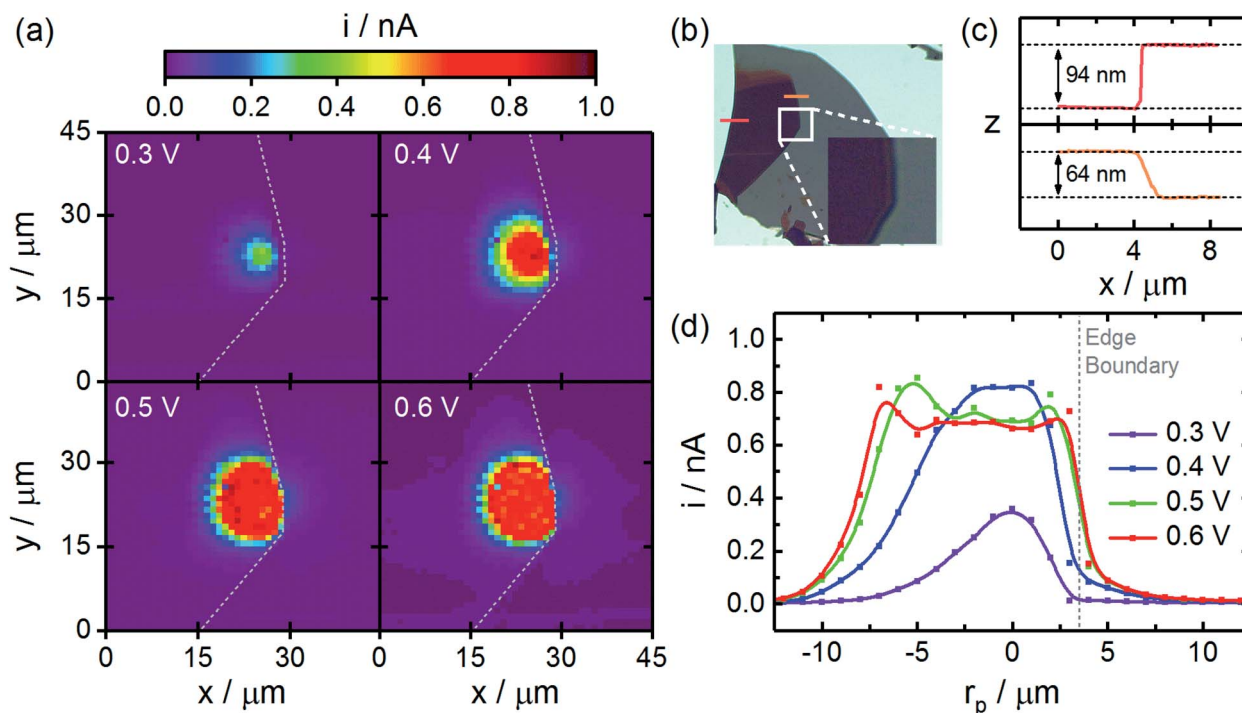 (a)
i / nA
0.0 0.2 0.4 0.6 0.8 1.0
45
30
15
0
0.3 V
0.4 V
y / μm
45
30
15
0
0.5 V
0.6 V
y / μm
0 15 30 0 15 30 45
x / μm
x / μm
(b)
(c)
94 nm
z
64 nm
0 4 8
x / μm
(d)
1.0
0.8
0.6
0.4
0.2
0.0
i / nA
Edge
Boundary
0.3 V
0.4 V
0.5 V
0.6 V
-10 -5 0 5 10
r_p / μm